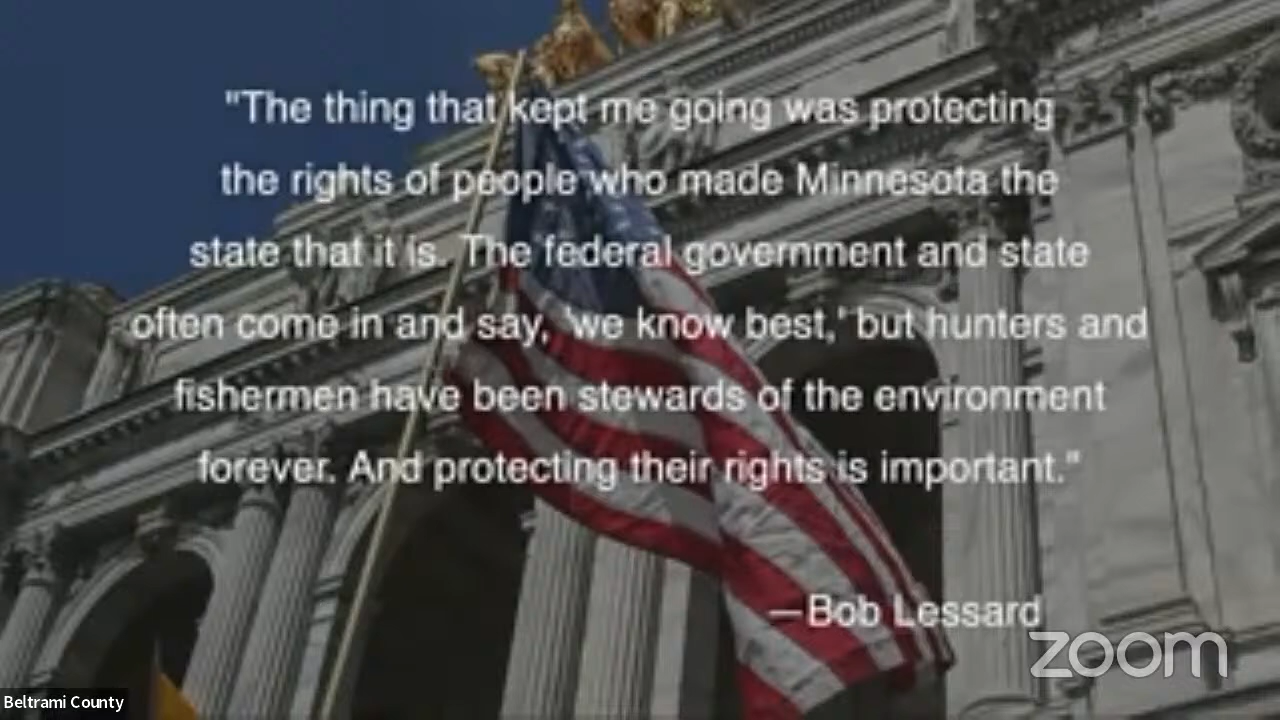 "The thing that kept me going was protecting
the rights of people who made Minnesota the
state that it is. The federal government and state
often come in and say, 'we know best,' but hunters and
fishermen have been stewards of the environment
forever. And protecting their rights is important."
—Bob Lessard
zoom
Beltrami County